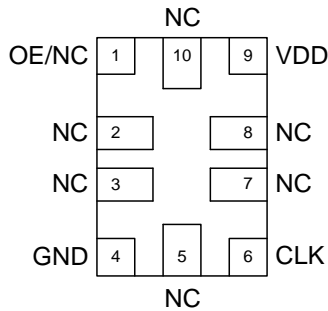 NC
OE/NC 1 10 9 VDD
NC 2 8 NC
NC 3 7 NC
GND 4 5 6 CLK
NC